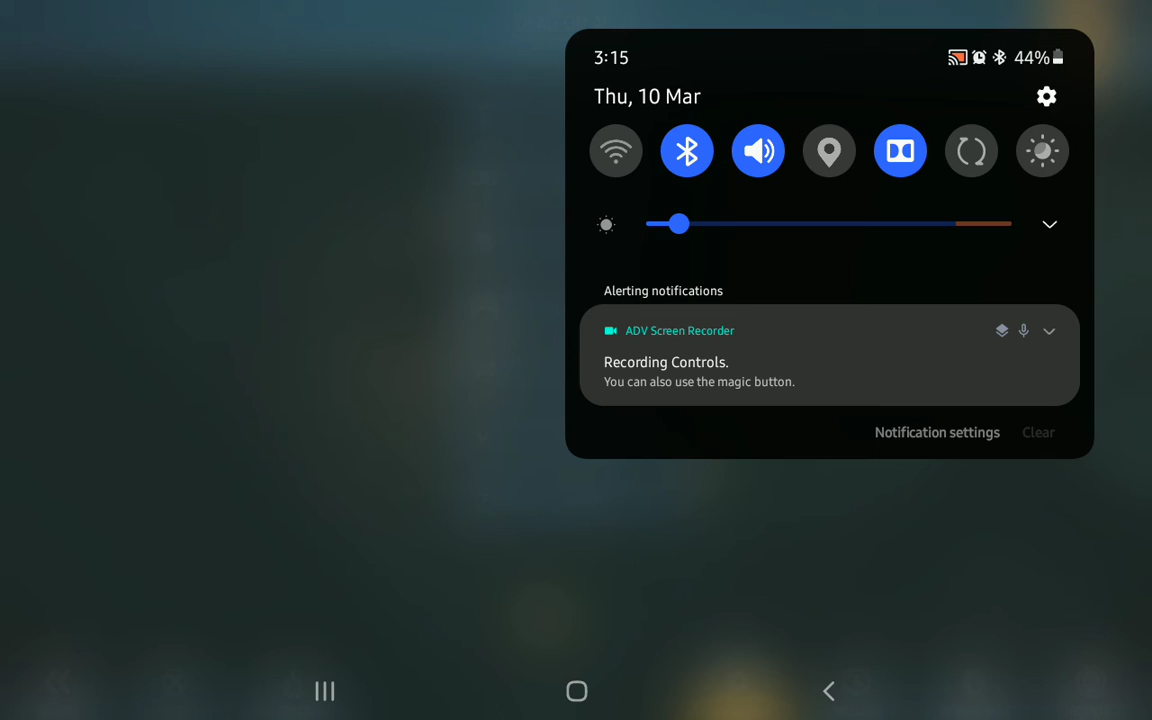 3:15
44%
Thu, 10 Mar
Alerting notifications
ADV Screen Recorder
Recording Controls.
You can also use the magic button.
Notification settings
Clear